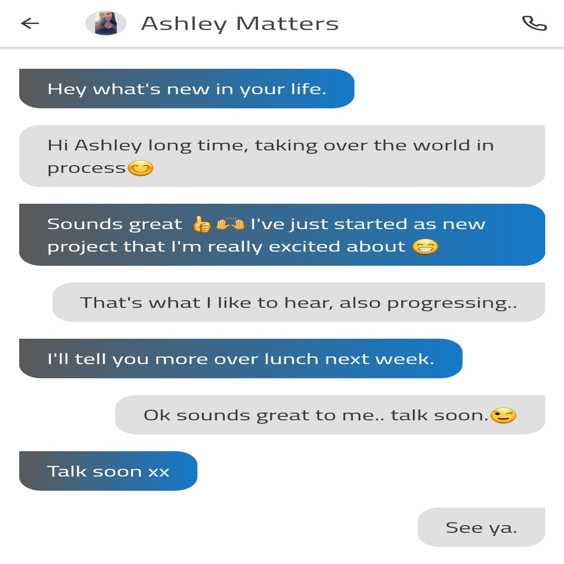 Ashley Matters
Hey what's new in your life.
Hi Ashley long time, taking over the world in
process😊
Sounds great 👍🙌 I've just started as new
project that I'm really excited about 😁
That's what I like to hear, also progressing..
I'll tell you more over lunch next week.
Ok sounds great to me.. talk soon.😉
Talk soon xx
See ya.